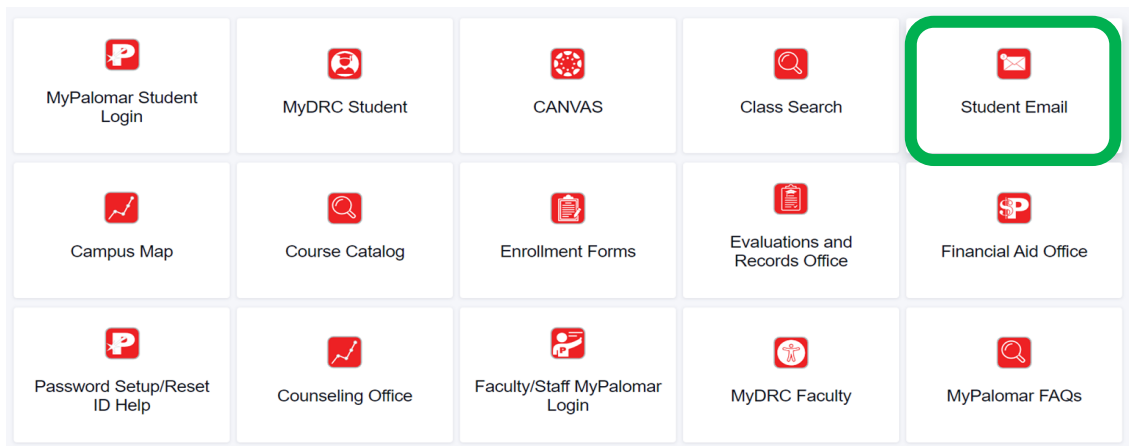 MyPalomar Student
Login
MyDRC Student
CANVAS
Class Search
Student Email
Campus Map
Course Catalog
Enrollment Forms
Evaluations and
Records Office
Financial Aid Office
Password Setup/Reset
ID Help
Counseling Office
Faculty/Staff MyPalomar
Login
MyDRC Faculty
MyPalomar FAQs